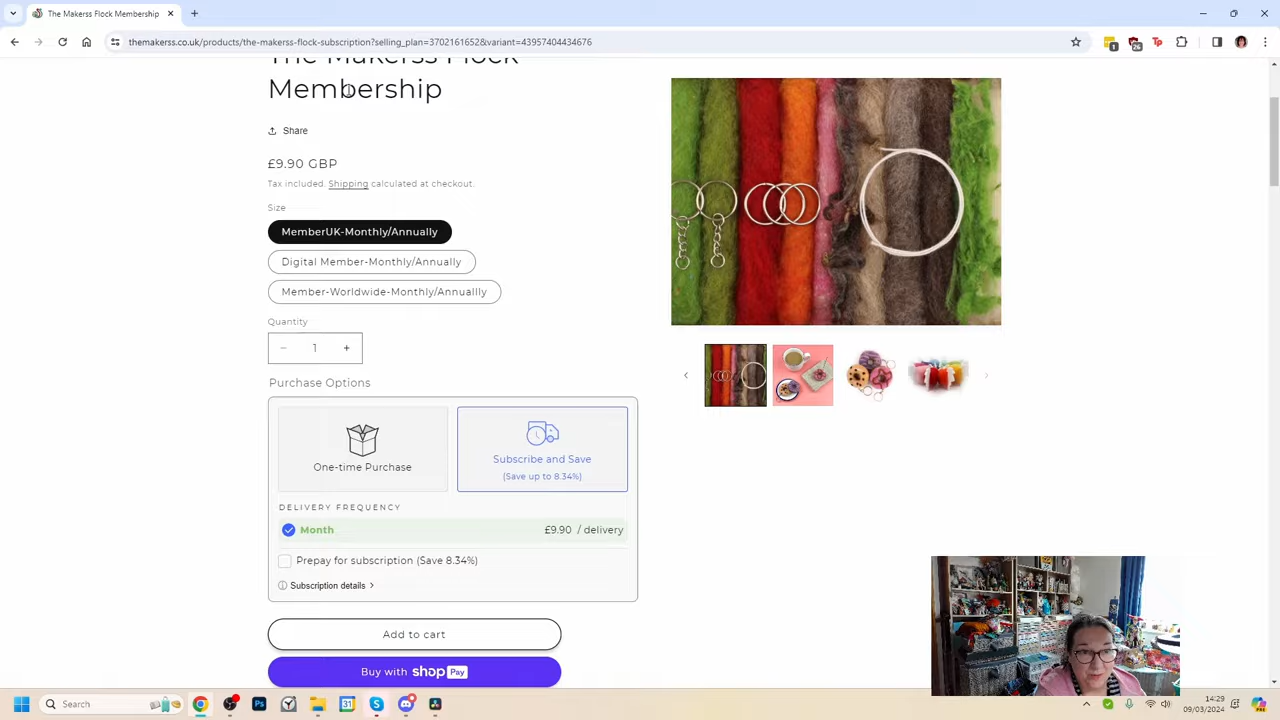 The Makerss Flock Membership
themakerss.co.uk/products/the-makerss-flock-subscription?selling_plan=3702161652&variant=43957404434676
1
26
The Makerss Flock
Membership
Share
£9.90 GBP
Tax included. Shipping calculated at checkout.
Size
MemberUK-Monthly/Annually
Digital Member-Monthly/Annually
Member-Worldwide-Monthly/Annuallly
Quantity
1
Purchase Options
One-time Purchase
Subscribe and Save
(Save up to 8.34%)
DELIVERY FREQUENCY
Month £9.90 / delivery
Prepay for subscription (Save 8.34%)
Subscription details
Add to cart
Buy with shop Pay
Search
14:29
09/03/2024